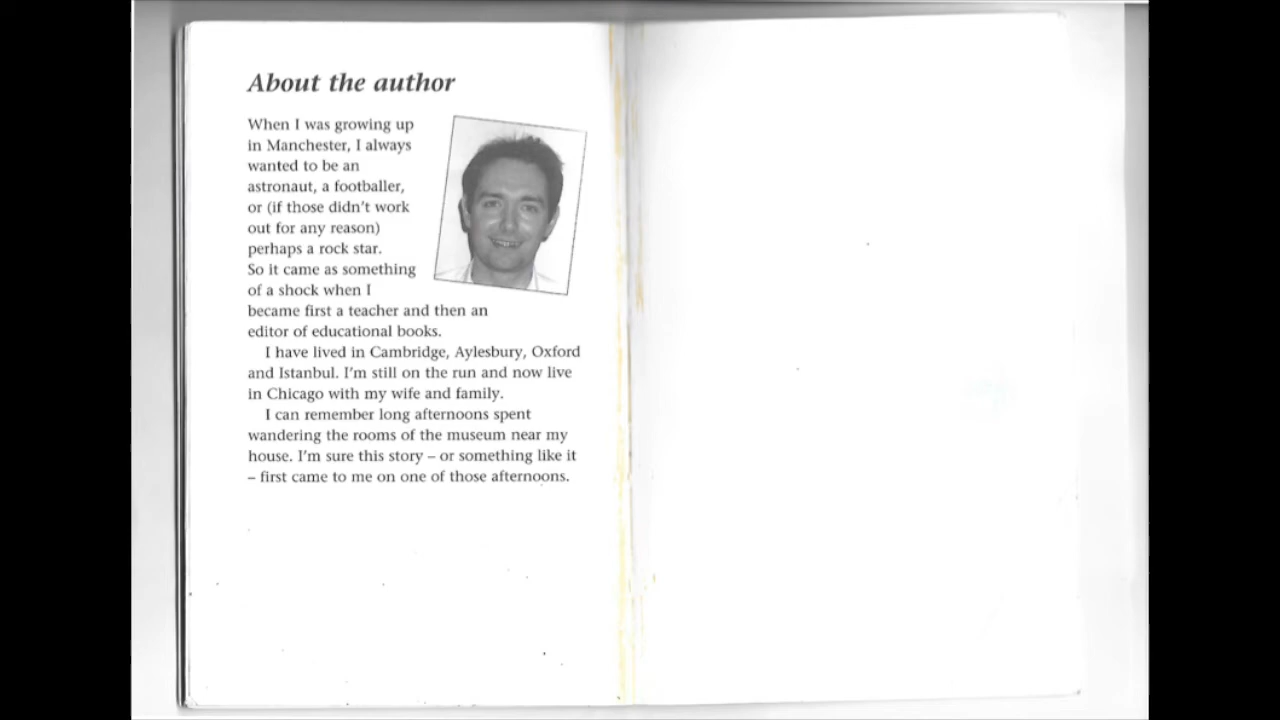 About the author
When I was growing up
in Manchester, I always
wanted to be an
astronaut, a footballer,
or (if those didn't work
out for any reason)
perhaps a rock star.
So it came as something
of a shock when I
became first a teacher and then an
editor of educational books.
I have lived in Cambridge, Aylesbury, Oxford
and Istanbul. I'm still on the run and now live
in Chicago with my wife and family.
I can remember long afternoons spent
wandering the rooms of the museum near my
house. I'm sure this story – or something like it
– first came to me on one of those afternoons.